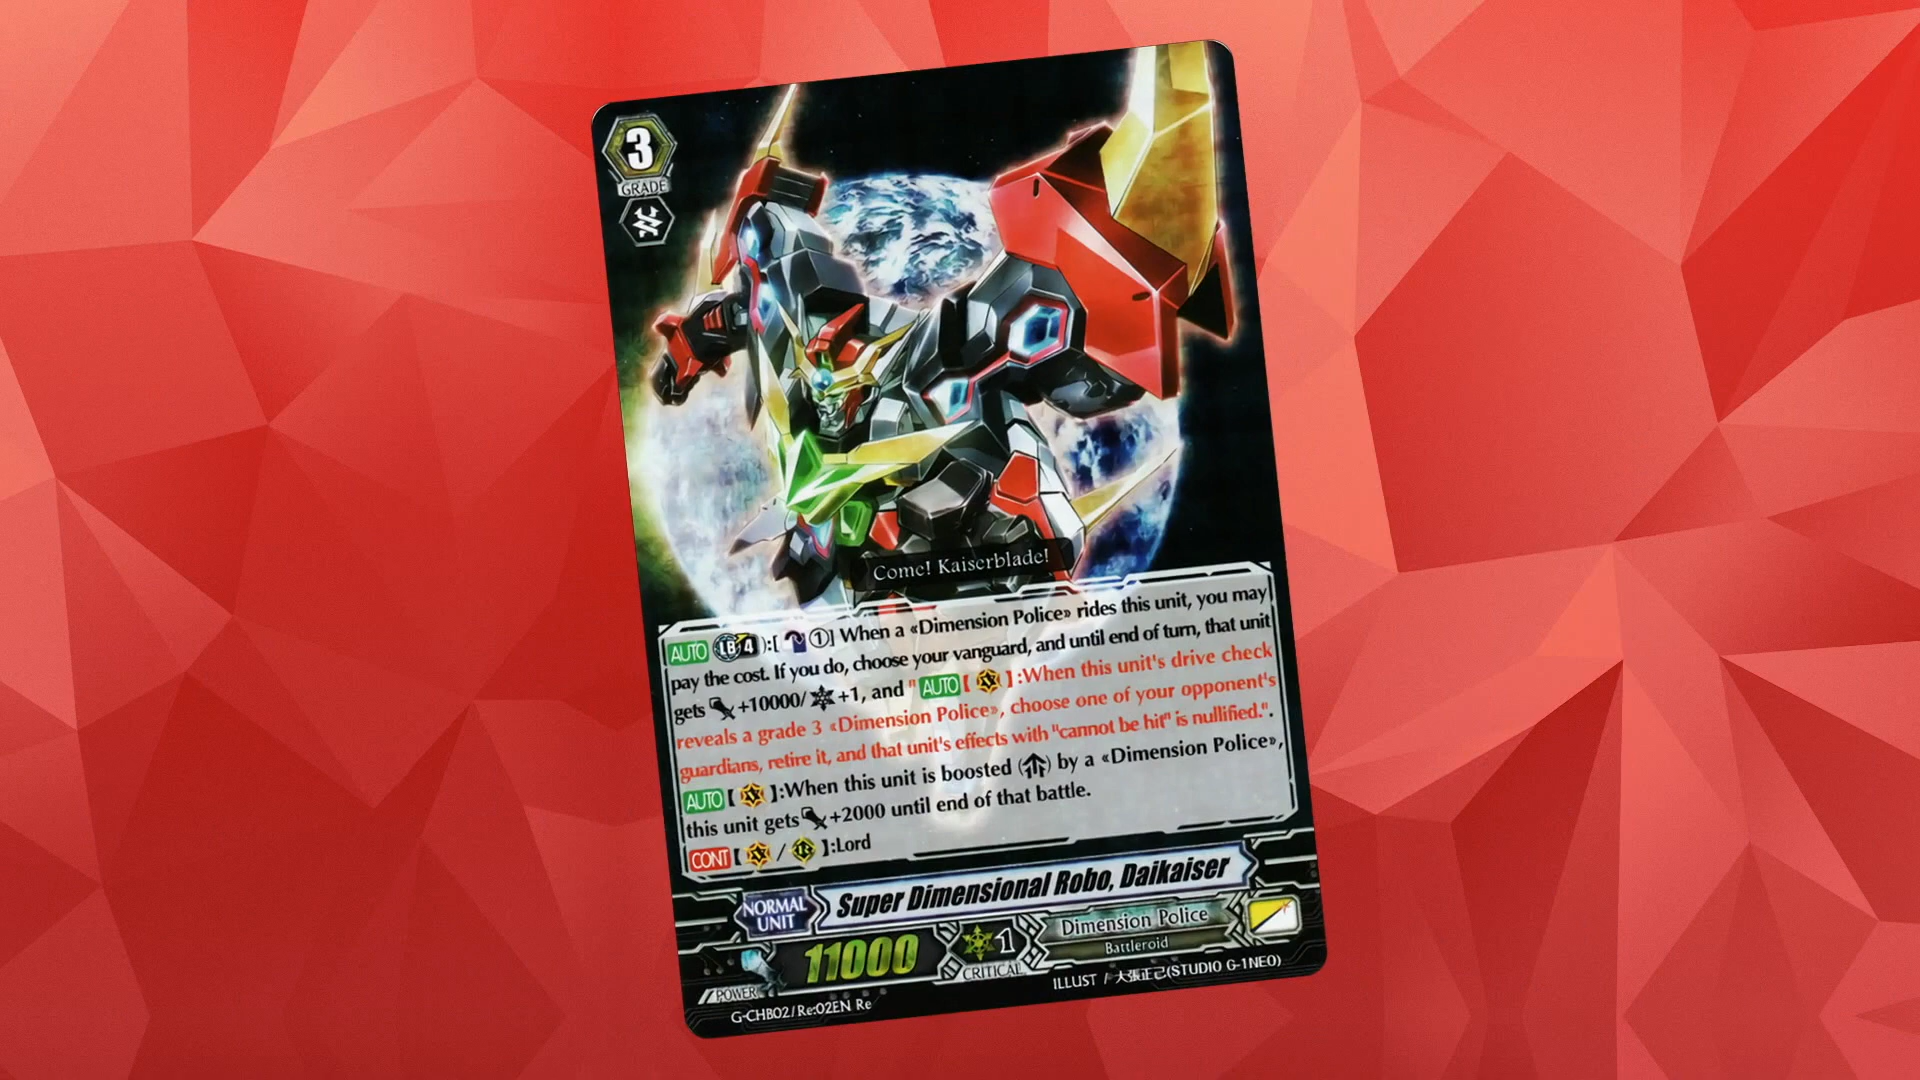 3
GRADE
Come! Kaiserblade!
AUTO (LB4):[①] When a «Dimension Police» rides this unit, you may
pay the cost. If you do, choose your vanguard, and until end of turn, that unit
gets +10000/ +1, and "AUTO【V】:When this unit's drive check
reveals a grade 3 «Dimension Police», choose one of your opponent's
guardians, retire it, and that unit's effects with "cannot be hit" is nullified.".
AUTO【V】:When this unit is boosted ( ) by a «Dimension Police»,
this unit gets +2000 until end of that battle.
CONT【V/R】:Lord
NORMAL UNIT
Super Dimensional Robo, Daikaiser
POWER 11000
1 CRITICAL
Dimension Police
Battleroid
G-CHB02/Re:02EN Re
ILLUST / 大張正己(STUDIO G-1NEO)